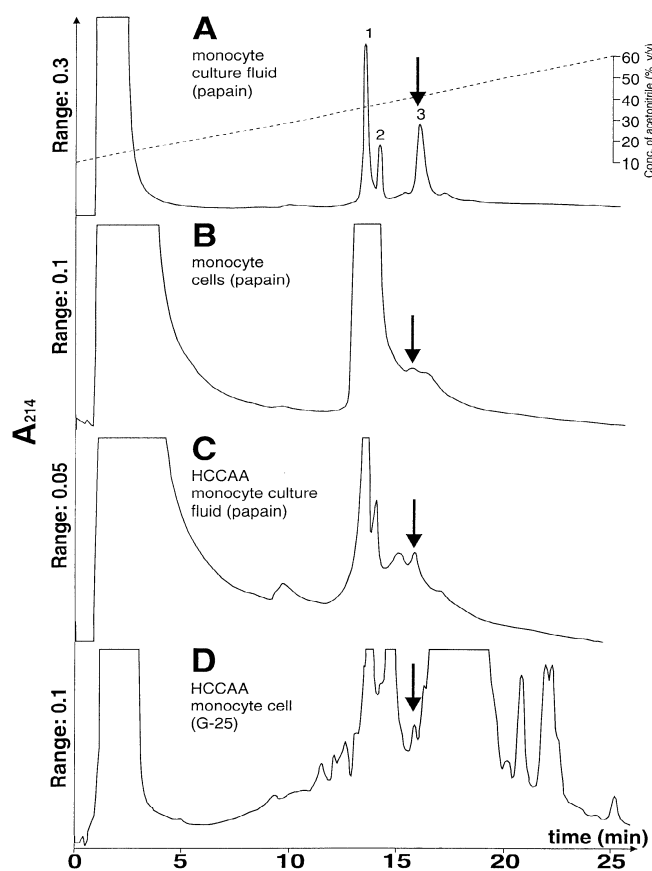 A
monocyte
culture fluid
(papain)
Range: 0.3
1
2
3
60
50
40
30
20
10
Conc. of acetonitrile (% v/v)
B
monocyte
cells (papain)
Range: 0.1
A214
C
HCCAA
monocyte culture
fluid (papain)
Range: 0.05
D
HCCAA
monocyte cell
(G-25)
Range: 0.1
time (min)
0
5
10
15
20
25